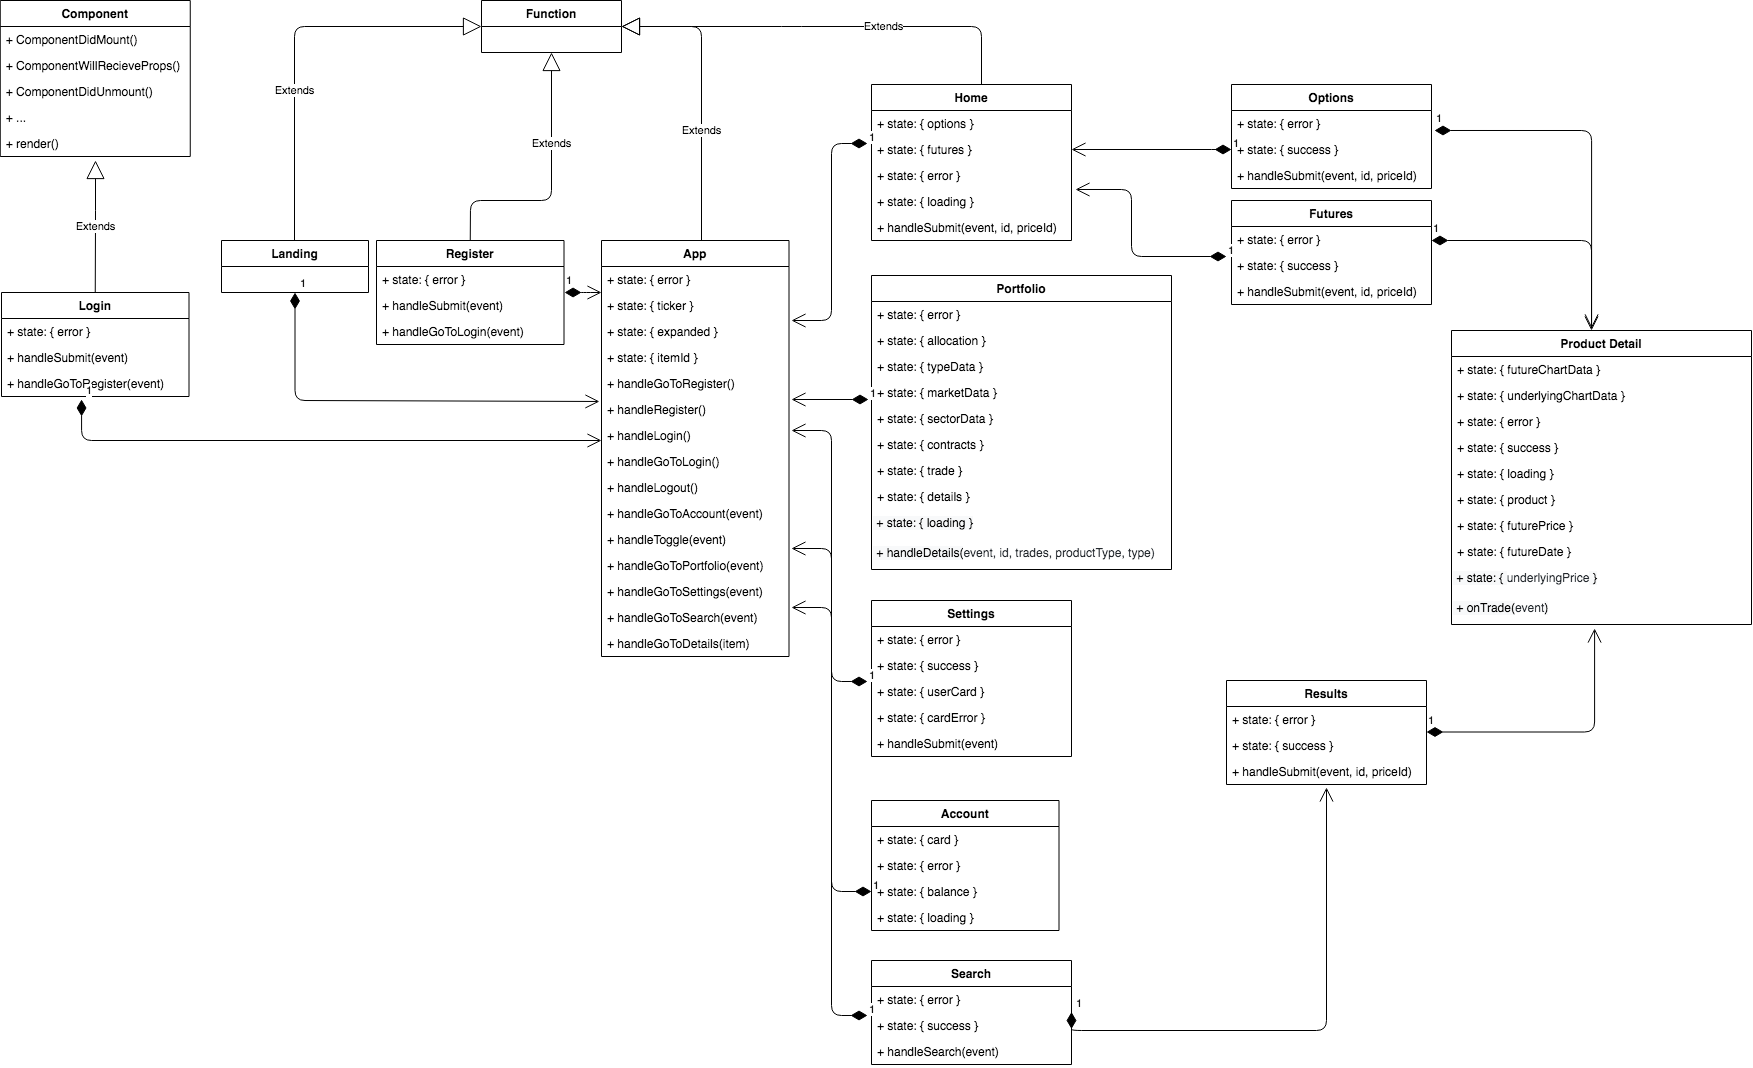 Component
+ ComponentDidMount()
+ ComponentWillRecieveProps()
+ ComponentDidUnmount()
+ ...
+ render()
Extends
Login
+ state: { error }
+ handleSubmit(event)
+ handleGoToRegister(event)
1
Function
Extends
Extends
Extends
Extends
Landing
1
Register
+ state: { error }
+ handleSubmit(event)
+ handleGoToLogin(event)
1
App
+ state: { error }
+ state: { ticker }
+ state: { expanded }
+ state: { itemId }
+ handleGoToRegister()
+ handleRegister()
+ handleLogin()
+ handleGoToLogin()
+ handleLogout()
+ handleGoToAccount(event)
+ handleToggle(event)
+ handleGoToPortfolio(event)
+ handleGoToSettings(event)
+ handleGoToSearch(event)
+ handleGoToDetails(item)
Home
+ state: { options }
1
+ state: { futures }
+ state: { error }
+ state: { loading }
+ handleSubmit(event, id, priceId)
Portfolio
+ state: { error }
+ state: { allocation }
+ state: { typeData }
1
+ state: { marketData }
+ state: { sectorData }
+ state: { contracts }
+ state: { trade }
+ state: { details }
+ state: { loading }
+ handleDetails(event, id, trades, productType, type)
Settings
+ state: { error }
+ state: { success }
1
+ state: { userCard }
+ state: { cardError }
+ handleSubmit(event)
Account
+ state: { card }
+ state: { error }
1
+ state: { balance }
+ state: { loading }
Search
+ state: { error }
1
1
+ state: { success }
+ handleSearch(event)
Options
1
+ state: { error }
1
+ state: { success }
+ handleSubmit(event, id, priceId)
Futures
1
+ state: { error }
1
+ state: { success }
+ handleSubmit(event, id, priceId)
Product Detail
+ state: { futureChartData }
+ state: { underlyingChartData }
+ state: { error }
+ state: { success }
+ state: { loading }
+ state: { product }
+ state: { futurePrice }
+ state: { futureDate }
+ state: { underlyingPrice }
+ onTrade(event)
Results
+ state: { error }
1
+ state: { success }
+ handleSubmit(event, id, priceId)